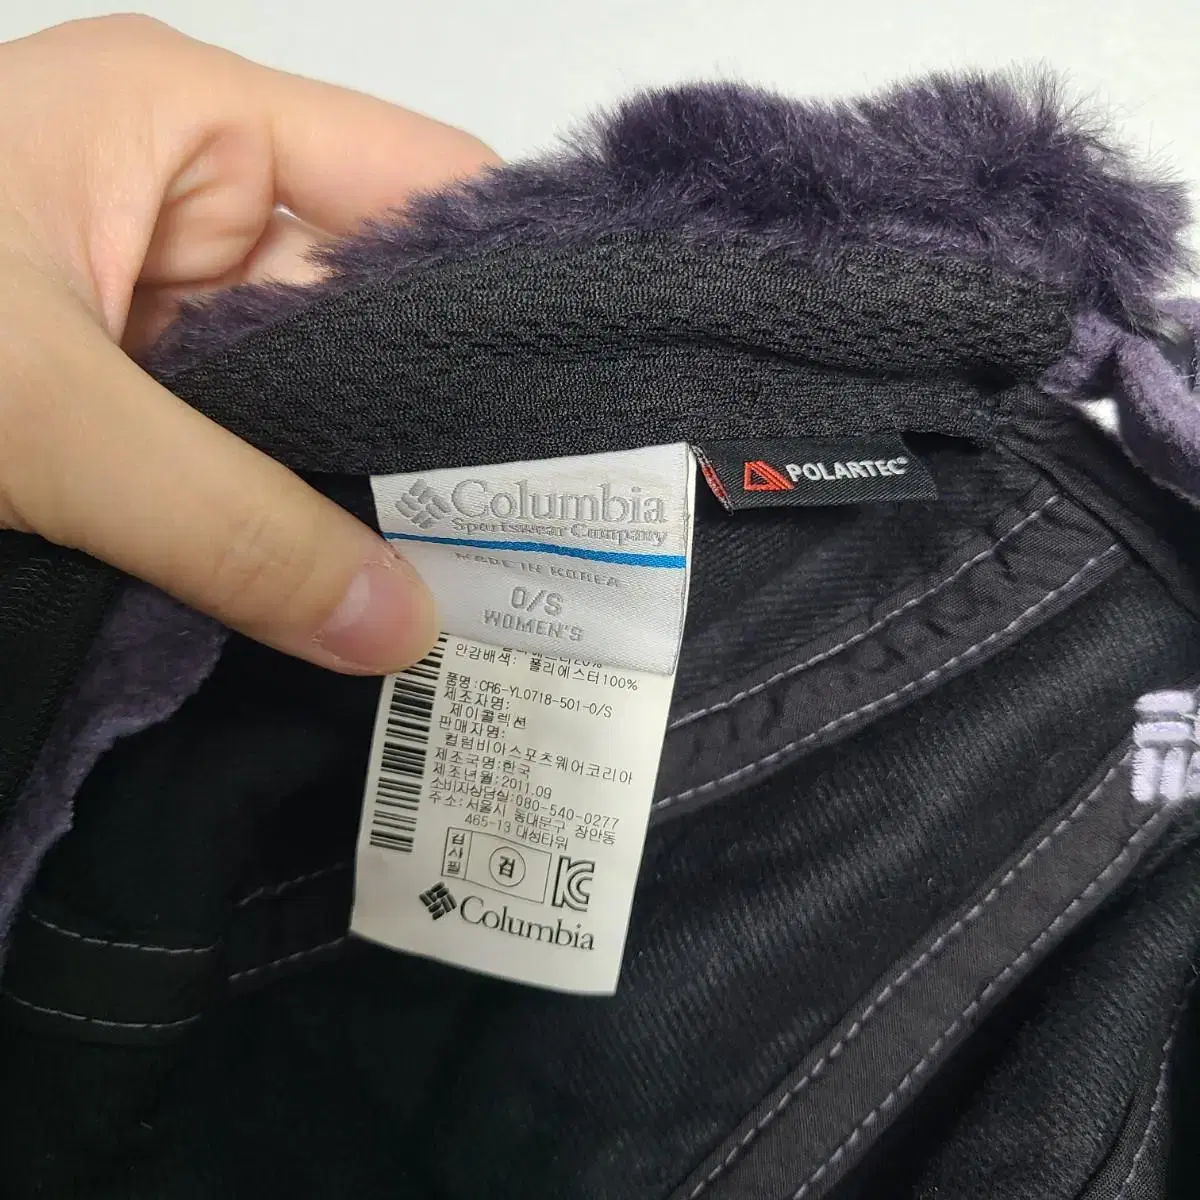 Columbia
Sportswear Company
MADE IN KOREA
O/S
WOMEN'S
POLARTEC®
안감배색: 폴리에스터100%
품명:CR6-YL0718-501-O/S
제조자명:
제이콜렉션
판매자명:
컬럼비아스포츠웨어코리아
제조국명:한국
제조년월:2011.09
소비자상담실:080-540-0277
주소:서울시 동대문구 장안동
465-13 대성타워
검사필
검
Columbia